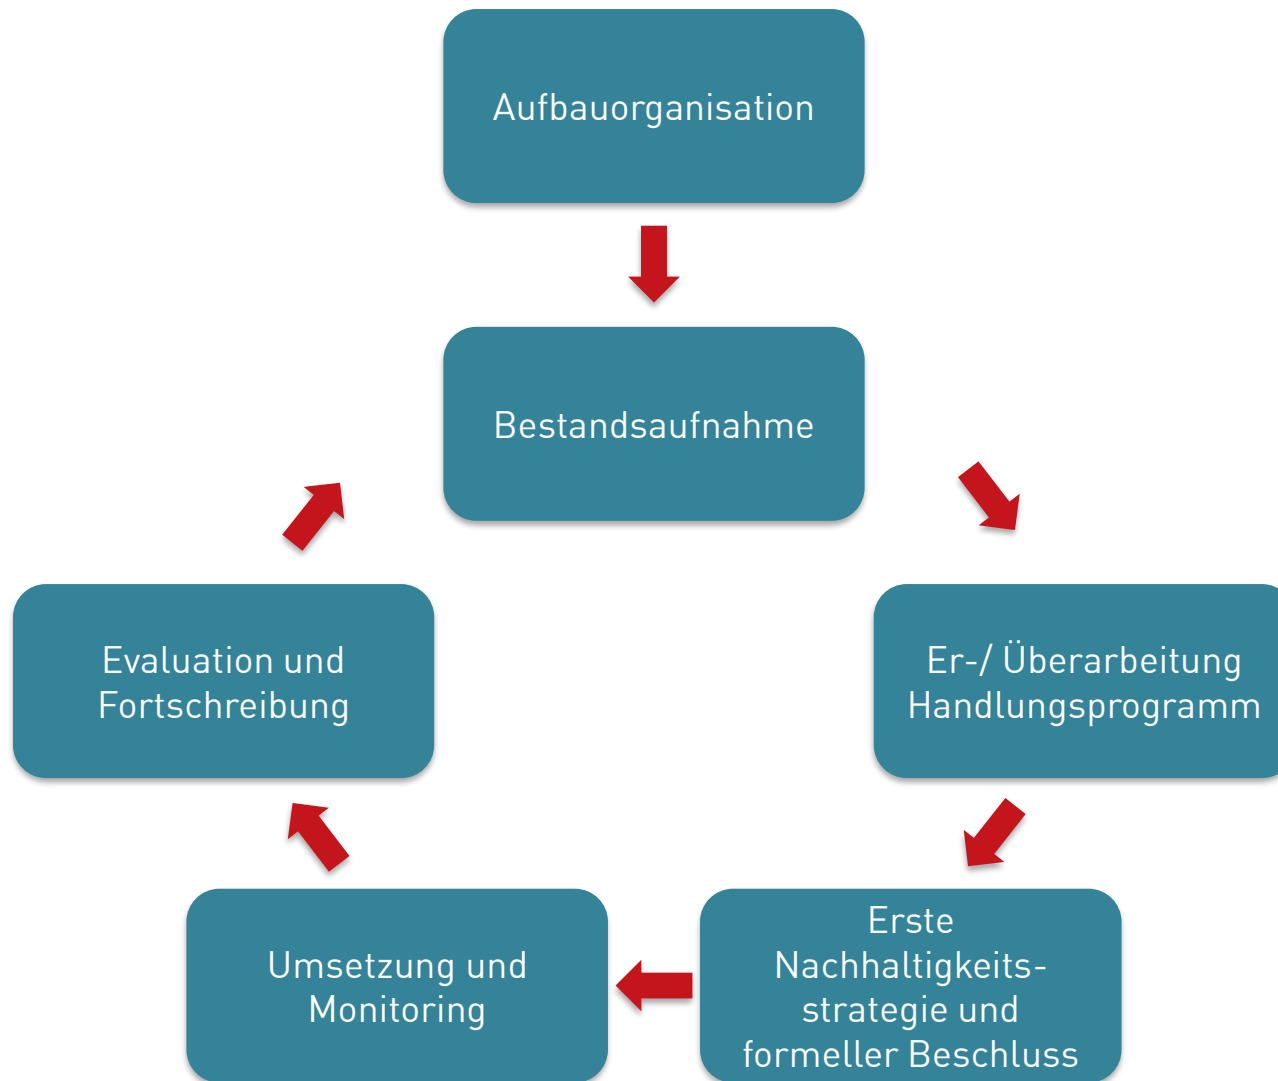 Aufbauorganisation
Bestandsaufnahme
Er-/ Überarbeitung
Handlungsprogramm
Erste
Nachhaltigkeits-
strategie und
formeller Beschluss
Umsetzung und
Monitoring
Evaluation und
Fortschreibung